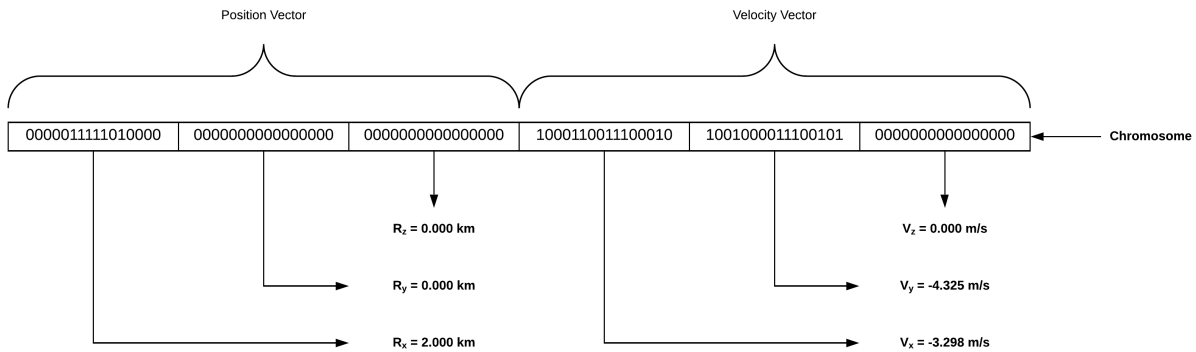 Position Vector
Velocity Vector
0000011111010000 0000000000000000 0000000000000000 1000110011100010 1001000011100101 0000000000000000 Chromosome
Rz = 0.000 km
Vz = 0.000 m/s
Ry = 0.000 km
Vy = -4.325 m/s
Rx = 2.000 km
Vx = -3.298 m/s